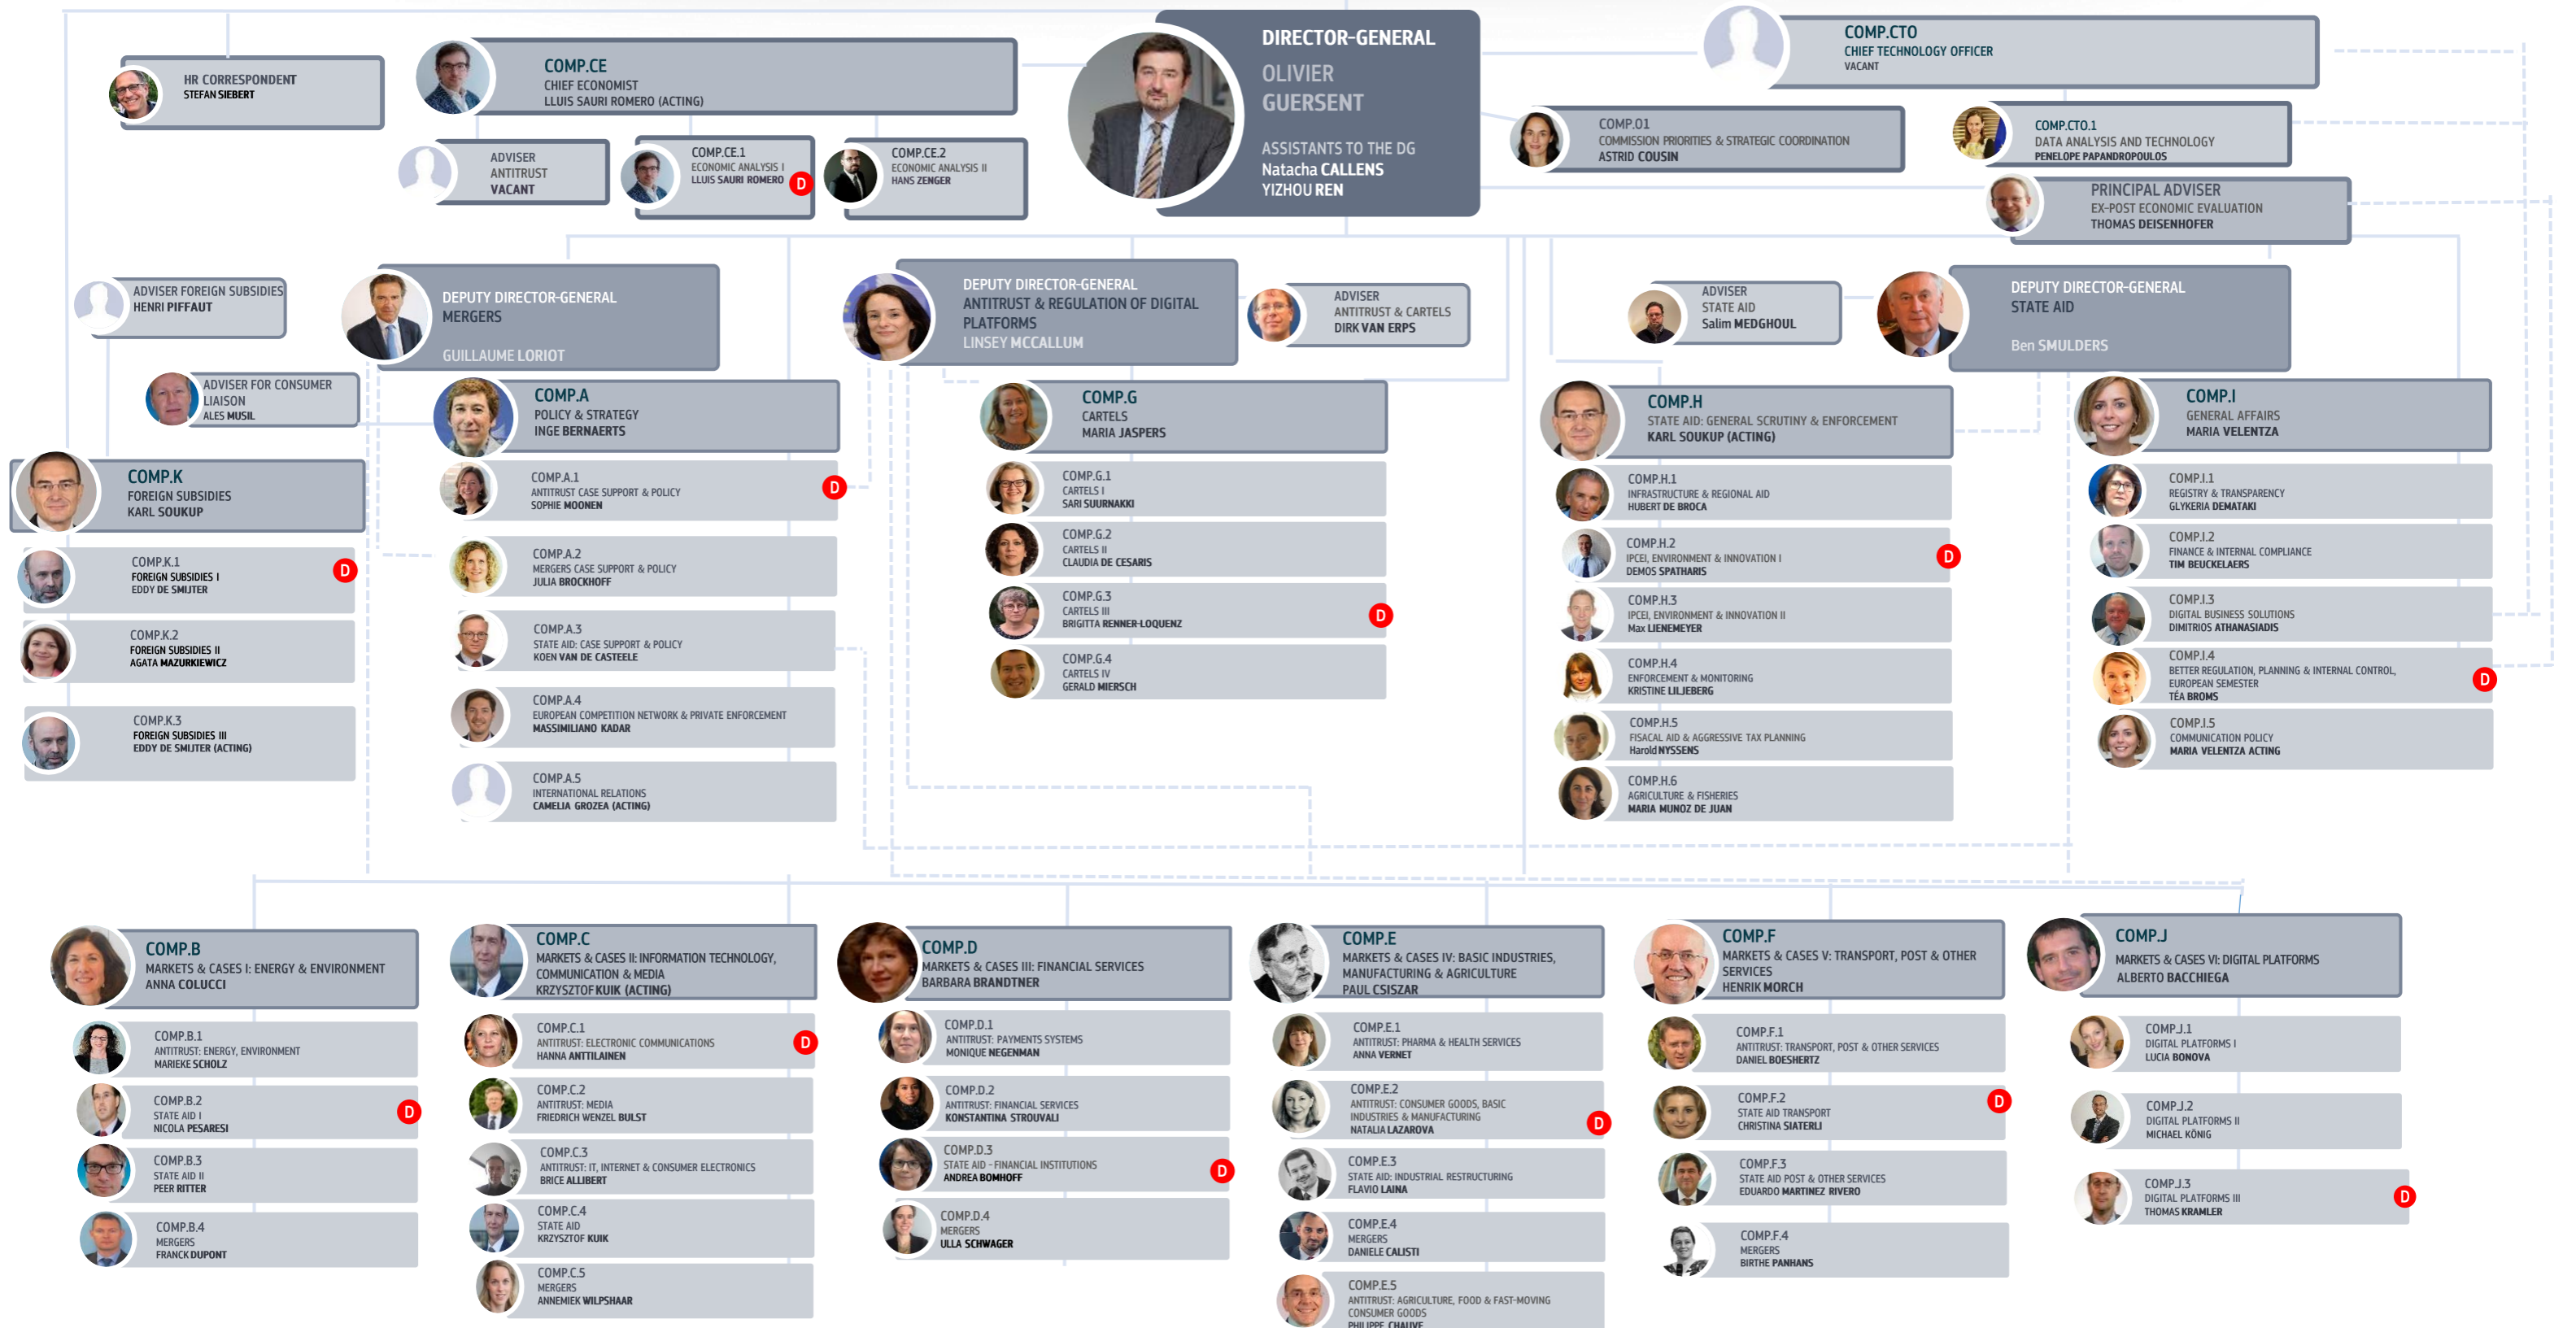 HR CORRESPONDENT
STEFAN SIEBERT
COMP.CE
CHIEF ECONOMIST
LLUIS SAURI ROMERO (ACTING)
ADVISER
ANTITRUST
VACANT
COMP.CE.1
ECONOMIC ANALYSIS I
LLUIS SAURI ROMERO
D
COMP.CE.2
ECONOMIC ANALYSIS II
HANS ZENGER
DIRECTOR-GENERAL
OLIVIER
GUERSENT
ASSISTANTS TO THE DG
Natacha CALLENS
YIZHOU REN
COMP.CTO
CHIEF TECHNOLOGY OFFICER
VACANT
COMP.O1
COMMISSION PRIORITIES & STRATEGIC COORDINATION
ASTRID COUSIN
COMP.CTO.1
DATA ANALYSIS AND TECHNOLOGY
PENELOPE PAPANDROPOULOS
PRINCIPAL ADVISER
EX-POST ECONOMIC EVALUATION
THOMAS DEISENHOFER
ADVISER FOREIGN SUBSIDIES
HENRI PIFFAUT
DEPUTY DIRECTOR-GENERAL
MERGERS
GUILLAUME LORIOT
DEPUTY DIRECTOR-GENERAL
ANTITRUST & REGULATION OF DIGITAL
PLATFORMS
LINSEY MCCALLUM
ADVISER
ANTITRUST & CARTELS
DIRK VAN ERPS
ADVISER
STATE AID
Salim MEDGHOUL
DEPUTY DIRECTOR-GENERAL
STATE AID
Ben SMULDERS
ADVISER FOR CONSUMER
LIAISON
ALES MUSIL
COMP.K
FOREIGN SUBSIDIES
KARL SOUKUP
COMP.K.1
FOREIGN SUBSIDIES I
EDDY DE SMIJTER
D
COMP.K.2
FOREIGN SUBSIDIES II
AGATA MAZURKIEWICZ
COMP.K.3
FOREIGN SUBSIDIES III
EDDY DE SMIJTER (ACTING)
COMP.A
POLICY & STRATEGY
INGE BERNAERTS
COMP.A.1
ANTITRUST CASE SUPPORT & POLICY
SOPHIE MOONEN
D
COMP.A.2
MERGERS CASE SUPPORT & POLICY
JULIA BROCKHOFF
COMP.A.3
STATE AID: CASE SUPPORT & POLICY
KOEN VAN DE CASTEELE
COMP.A.4
EUROPEAN COMPETITION NETWORK & PRIVATE ENFORCEMENT
MASSIMILIANO KADAR
COMP.A.5
INTERNATIONAL RELATIONS
CAMELIA GROZEA (ACTING)
COMP.G
CARTELS
MARIA JASPERS
COMP.G.1
CARTELS I
SARI SUURNAKKI
COMP.G.2
CARTELS II
CLAUDIA DE CESARIS
COMP.G.3
CARTELS III
BRIGITTA RENNER-LOQUENZ
D
COMP.G.4
CARTELS IV
GERALD MIERSCH
COMP.H
STATE AID: GENERAL SCRUTINY & ENFORCEMENT
KARL SOUKUP (ACTING)
COMP.H.1
INFRASTRUCTURE & REGIONAL AID
HUBERT DE BROCA
COMP.H.2
IPCEI, ENVIRONMENT & INNOVATION I
DEMOS SPATHARIS
D
COMP.H.3
IPCEI, ENVIRONMENT & INNOVATION II
Max LIENEMEYER
COMP.H.4
ENFORCEMENT & MONITORING
KRISTINE LILJEBERG
COMP.H.5
FISACAL AID & AGGRESSIVE TAX PLANNING
Harold NYSSENS
COMP.H.6
AGRICULTURE & FISHERIES
MARIA MUNOZ DE JUAN
COMP.I
GENERAL AFFAIRS
MARIA VELENTZA
COMP.I.1
REGISTRY & TRANSPARENCY
GLYKERIA DEMATAKI
COMP.I.2
FINANCE & INTERNAL COMPLIANCE
TIM BEUCKELAERS
COMP.I.3
DIGITAL BUSINESS SOLUTIONS
DIMITRIOS ATHANASIADIS
COMP.I.4
BETTER REGULATION, PLANNING & INTERNAL CONTROL,
EUROPEAN SEMESTER
TÉA BROMS
D
COMP.I.5
COMMUNICATION POLICY
MARIA VELENTZA ACTING
COMP.B
MARKETS & CASES I: ENERGY & ENVIRONMENT
ANNA COLUCCI
COMP.B.1
ANTITRUST: ENERGY, ENVIRONMENT
MARIEKE SCHOLZ
COMP.B.2
STATE AID I
NICOLA PESARESI
D
COMP.B.3
STATE AID II
PEER RITTER
COMP.B.4
MERGERS
FRANCK DUPONT
COMP.C
MARKETS & CASES II: INFORMATION TECHNOLOGY,
COMMUNICATION & MEDIA
KRZYSZTOF KUIK (ACTING)
COMP.C.1
ANTITRUST: ELECTRONIC COMMUNICATIONS
HANNA ANTTILAINEN
D
COMP.C.2
ANTITRUST: MEDIA
FRIEDRICH WENZEL BULST
COMP.C.3
ANTITRUST: IT, INTERNET & CONSUMER ELECTRONICS
BRICE ALLIBERT
COMP.C.4
STATE AID
KRZYSZTOF KUIK
COMP.C.5
MERGERS
ANNEMIEK WILPSHAAR
COMP.D
MARKETS & CASES III: FINANCIAL SERVICES
BARBARA BRANDTNER
COMP.D.1
ANTITRUST: PAYMENTS SYSTEMS
MONIQUE NEGENMAN
COMP.D.2
ANTITRUST: FINANCIAL SERVICES
KONSTANTINA STROUVALI
COMP.D.3
STATE AID - FINANCIAL INSTITUTIONS
ANDREA BOMHOFF
D
COMP.D.4
MERGERS
ULLA SCHWAGER
COMP.E
MARKETS & CASES IV: BASIC INDUSTRIES,
MANUFACTURING & AGRICULTURE
PAUL CSISZAR
COMP.E.1
ANTITRUST: PHARMA & HEALTH SERVICES
ANNA VERNET
COMP.E.2
ANTITRUST: CONSUMER GOODS, BASIC
INDUSTRIES & MANUFACTURING
NATALIA LAZAROVA
D
COMP.E.3
STATE AID: INDUSTRIAL RESTRUCTURING
FLAVIO LAINA
COMP.E.4
MERGERS
DANIELE CALISTI
COMP.E.5
ANTITRUST: AGRICULTURE, FOOD & FAST-MOVING
CONSUMER GOODS
PHILIPPE CHAUVE
COMP.F
MARKETS & CASES V: TRANSPORT, POST & OTHER
SERVICES
HENRIK MORCH
COMP.F.1
ANTITRUST: TRANSPORT, POST & OTHER SERVICES
DANIEL BOESHERTZ
COMP.F.2
STATE AID TRANSPORT
CHRISTINA SIATERLI
D
COMP.F.3
STATE AID POST & OTHER SERVICES
EDUARDO MARTINEZ RIVERO
COMP.F.4
MERGERS
BIRTHE PANHANS
COMP.J
MARKETS & CASES VI: DIGITAL PLATFORMS
ALBERTO BACCHIEGA
COMP.J.1
DIGITAL PLATFORMS I
LUCIA BONOVA
COMP.J.2
DIGITAL PLATFORMS II
MICHAEL KÖNIG
COMP.J.3
DIGITAL PLATFORMS III
THOMAS KRAMLER
D